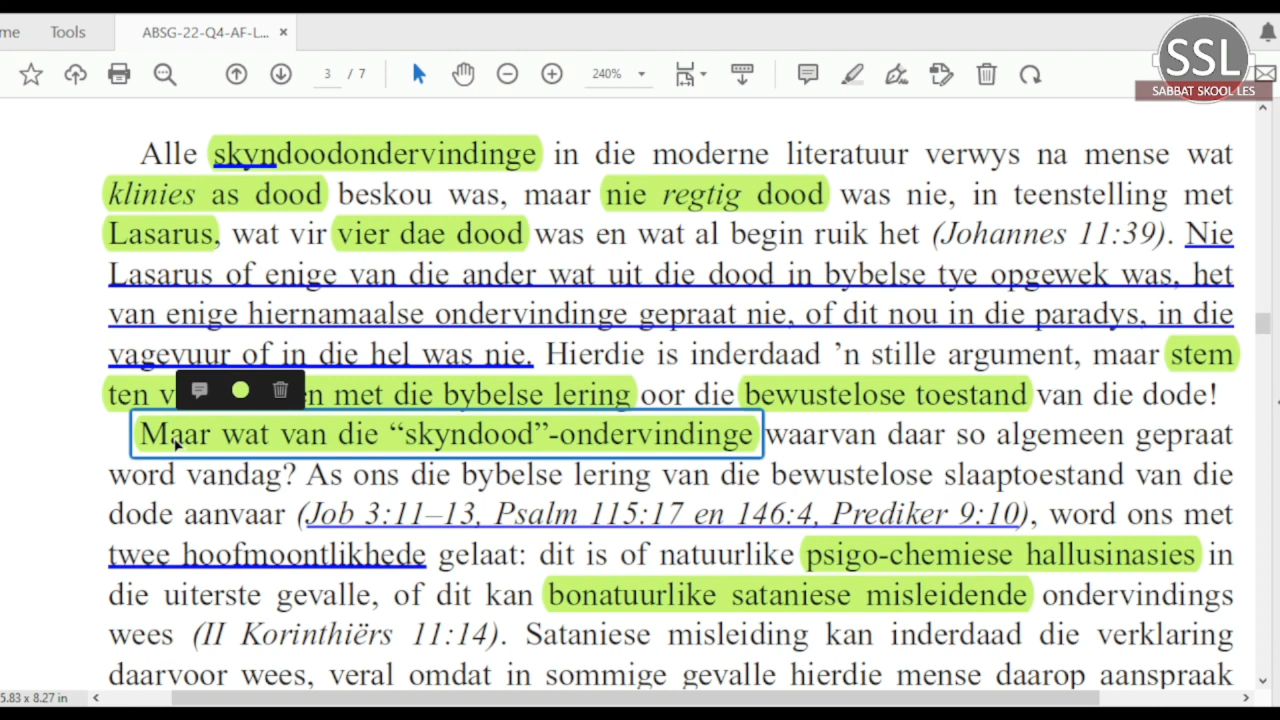 me Tools ABSG-22-Q4-AF-L... ×
3 / 7 240%
SSL
SABBAT SKOOL LES
Alle skyndoodondervindinge in die moderne literatuur verwys na mense wat
klinies as dood beskou was, maar nie regtig dood was nie, in teenstelling met
Lasarus, wat vir vier dae dood was en wat al begin ruik het (Johannes 11:39). Nie
Lasarus of enige van die ander wat uit die dood in bybelse tye opgewek was, het
van enige hiernamaalse ondervindinge gepraat nie, of dit nou in die paradys, in die
vagevuur of in die hel was nie. Hierdie is inderdaad ’n stille argument, maar stem
ten v n met die bybelse lering oor die bewustelose toestand van die dode!
Maar wat van die “skyndood”-ondervindinge waarvan daar so algemeen gepraat
word vandag? As ons die bybelse lering van die bewustelose slaaptoestand van die
dode aanvaar (Job 3:11–13, Psalm 115:17 en 146:4, Prediker 9:10), word ons met
twee hoofmoontlikhede gelaat: dit is of natuurlike psigo-chemiese hallusinasies in
die uiterste gevalle, of dit kan bonatuurlike sataniese misleidende ondervindings
wees (II Korinthiërs 11:14). Sataniese misleiding kan inderdaad die verklaring
daarvoor wees, veral omdat in sommige gevalle hierdie mense daarop aanspraak
5.83 x 8.27 in